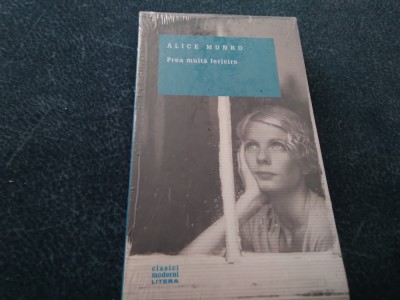 ALICE MUNRO
Prea multă fericire
clasici
moderni
LITERA